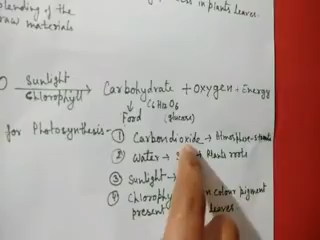 blending of the
raw materials
in plants leaves.
Sunlight
Chlorophyll → Carbohydrate + Oxygen + Energy
↓ C6H12O6
Food (glucose)
for Photosynthesis - ① Carbondioxide → Atmosphere
② Water → Plants roots
③ Sunlight →
④ Chlorophy colour pigment
present leaves.